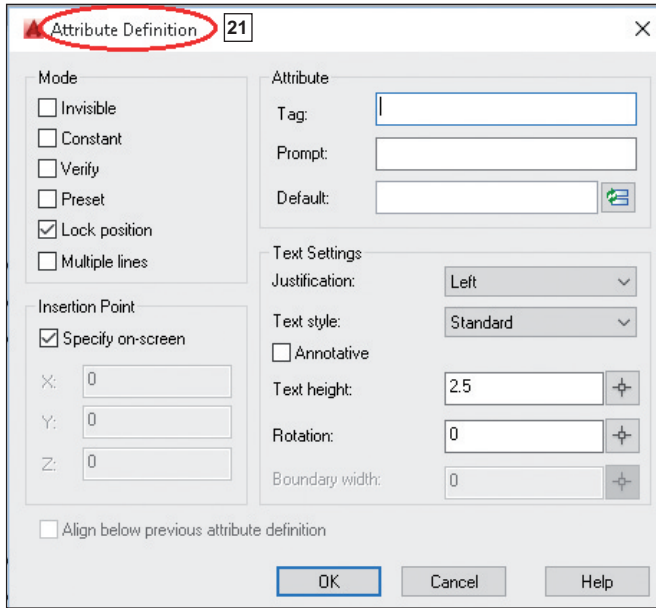 Attribute Definition 21
Mode
Invisible
Constant
Verify
Preset
Lock position
Multiple lines
Insertion Point
Specify on-screen
X: 0
Y: 0
Z: 0
Attribute
Tag:
Prompt:
Default:
Text Settings
Justification: Left
Text style: Standard
Annotative
Text height: 2.5
Rotation: 0
Boundary width: 0
Align below previous attribute definition
OK Cancel Help